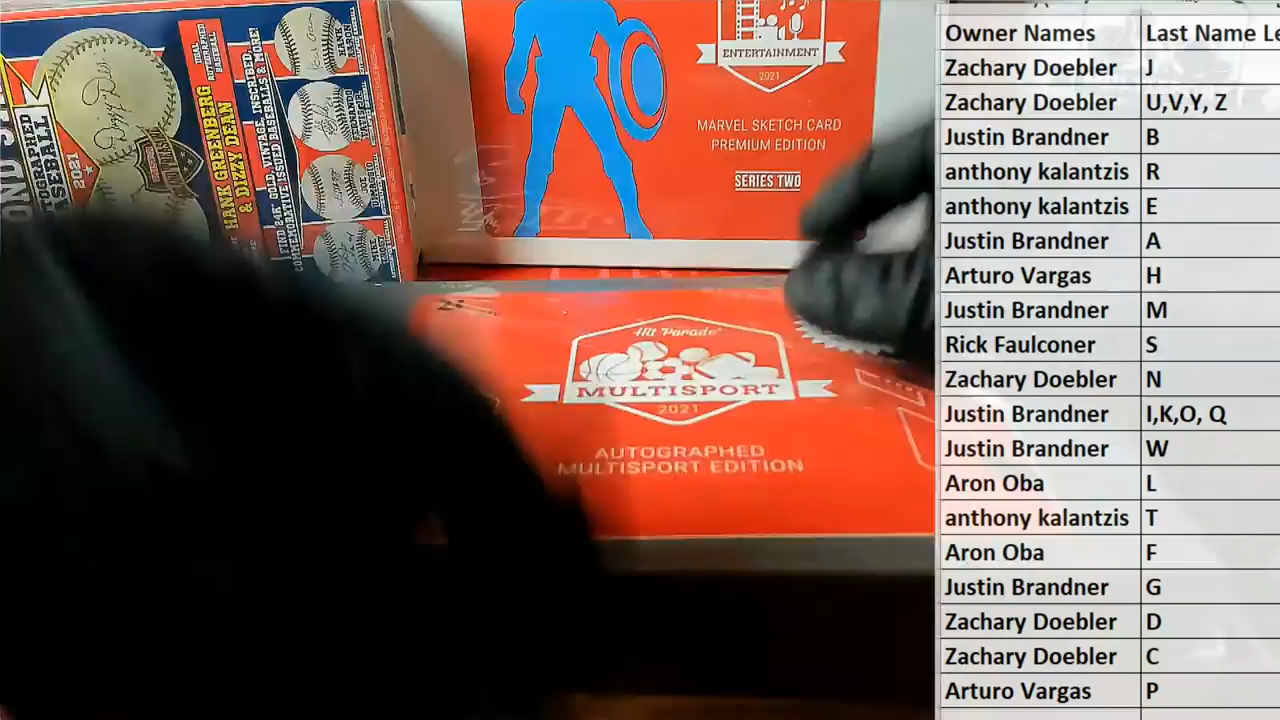 AUTOGRAPHED
BASEBALL
2021
HANK GREENBERG
& DIZZY DEAN
ENTERTAINMENT
2021
MARVEL SKETCH CARD
PREMIUM EDITION
SERIES TWO
Hit Parade
MULTISPORT
2021
AUTOGRAPHED
MULTISPORT EDITION
Owner Names Last Name Le
Zachary Doebler J
Zachary Doebler U,V,Y, Z
Justin Brandner B
anthony kalantzis R
anthony kalantzis E
Justin Brandner A
Arturo Vargas H
Justin Brandner M
Rick Faulconer S
Zachary Doebler N
Justin Brandner I,K,O, Q
Justin Brandner W
Aron Oba L
anthony kalantzis T
Aron Oba F
Justin Brandner G
Zachary Doebler D
Zachary Doebler C
Arturo Vargas P